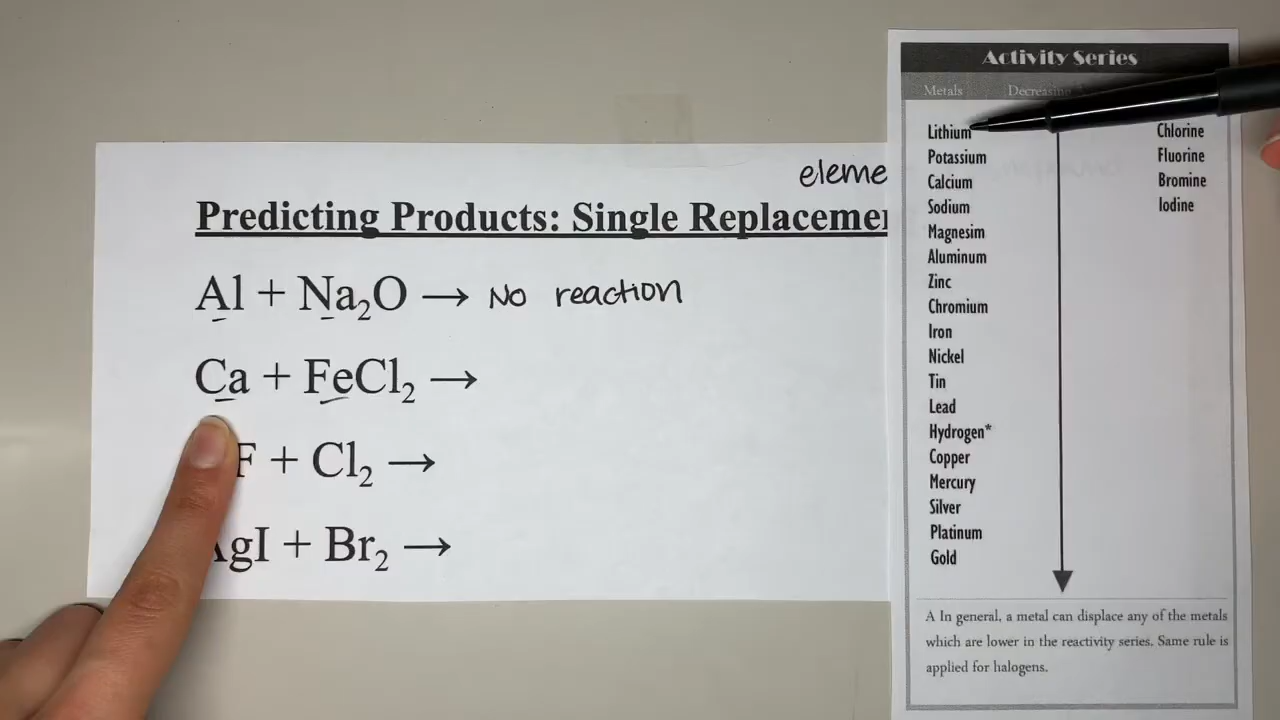 eleme
Predicting Products: Single Replacemen
Al + Na₂O → No reaction
Ca + FeCl₂ →
F + Cl₂ →
AgI + Br₂ →
Activity Series
Metals
Lithium
Potassium
Calcium
Sodium
Magnesim
Aluminum
Zinc
Chromium
Iron
Nickel
Tin
Lead
Hydrogen*
Copper
Mercury
Silver
Platinum
Gold
Chlorine
Fluorine
Bromine
Iodine
A In general, a metal can displace any of the metals
which are lower in the reactivity series. Same rule is
applied for halogens.